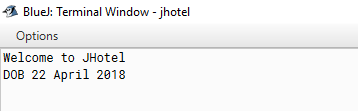 BlueJ: Terminal Window - jhotel
Options
Welcome to JHotel
DOB 22 April 2018